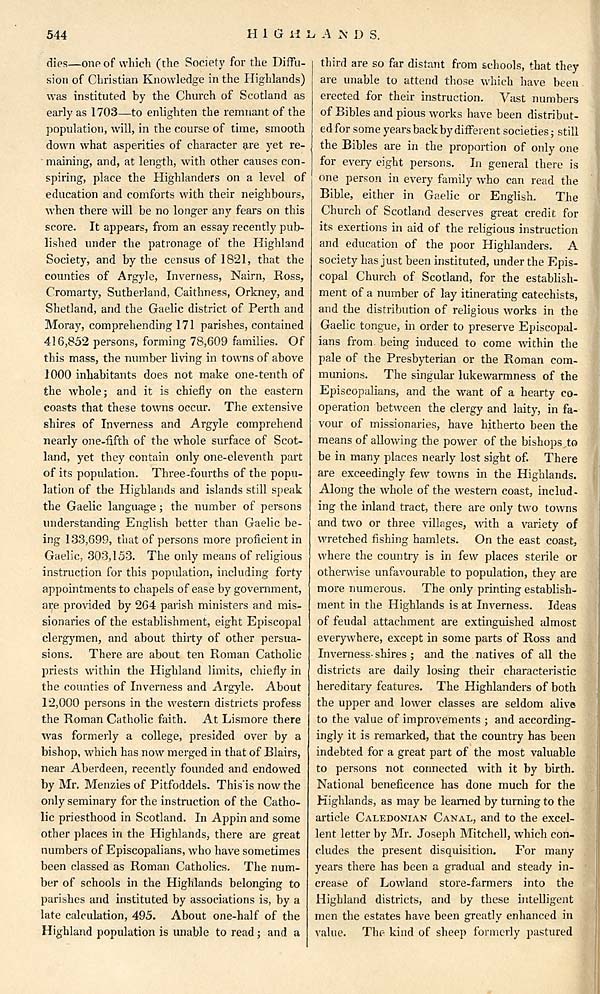 544
HIGHLANDS.
dies—one of which (the Society for the Diffu-
sion of Christian Knowledge in the Highlands)
was instituted by the Church of Scotland as
early as 1703—to enlighten the remnant of the
population, will, in the course of time, smooth
down what asperities of character are yet re-
maining, and, at length, with other causes con-
spiring, place the Highlanders on a level of
education and comforts with their neighbours,
when there will be no longer any fears on this
score. It appears, from an essay recently pub-
lished under the patronage of the Highland
Society, and by the census of 1821, that the
counties of Argyle, Inverness, Nairn, Ross,
Cromarty, Sutherland, Caithness, Orkney, and
Shetland, and the Gaelic district of Perth and
Moray, comprehending 171 parishes, contained
416,852 persons, forming 78,609 families. Of
this mass, the number living in towns of above
1000 inhabitants does not make one-tenth of
the whole; and it is chiefly on the eastern
coasts that these towns occur. The extensive
shires of Inverness and Argyle comprehend
nearly one-fifth of the whole surface of Scot-
land, yet they contain only one-eleventh part
of its population. Three-fourths of the popu-
lation of the Highlands and islands still speak
the Gaelic language; the number of persons
understanding English better than Gaelic be-
ing 133,699, that of persons more proficient in
Gaelic, 303,153. The only means of religious
instruction for this population, including forty
appointments to chapels of ease by government,
are provided by 264 parish ministers and mis-
sionaries of the establishment, eight Episcopal
clergymen, and about thirty of other persua-
sions. There are about ten Roman Catholic
priests within the Highland limits, chiefly in
the counties of Inverness and Argyle. About
12,000 persons in the western districts profess
the Roman Catholic faith. At Lismore there
was formerly a college, presided over by a
bishop, which has now merged in that of Blairs,
near Aberdeen, recently founded and endowed
by Mr. Menzies of Pitfoddels. This is now the
only seminary for the instruction of the Catho-
lic priesthood in Scotland. In Appin and some
other places in the Highlands, there are great
numbers of Episcopalians, who have sometimes
been classed as Roman Catholics. The num-
ber of schools in the Highlands belonging to
parishes and instituted by associations is, by a
late calculation, 495. About one-half of the
Highland population is unable to read; and a
third are so far distant from schools, that they
are unable to attend those which have been
erected for their instruction. Vast numbers
of Bibles and pious works have been distribut-
ed for some years back by different societies; still
the Bibles are in the proportion of only one
for every eight persons. In general there is
one person in every family who can read the
Bible, either in Gaelic or English. The
Church of Scotland deserves great credit for
its exertions in aid of the religious instruction
and education of the poor Highlanders. A
society has just been instituted, under the Epis-
copal Church of Scotland, for the establish-
ment of a number of lay itinerating catechists,
and the distribution of religious works in the
Gaelic tongue, in order to preserve Episcopal-
ians from being induced to come within the
pale of the Presbyterian or the Roman com-
munions. The singular lukewarmness of the
Episcopalians, and the want of a hearty co-
operation between the clergy and laity, in fa-
vour of missionaries, have hitherto been the
means of allowing the power of the bishops to
be in many places nearly lost sight of. There
are exceedingly few towns in the Highlands.
Along the whole of the western coast, includ-
ing the inland tract, there are only two towns
and two or three villages, with a variety of
wretched fishing hamlets. On the east coast,
where the country is in few places sterile or
otherwise unfavourable to population, they are
more numerous. The only printing establish-
ment in the Highlands is at Inverness. Ideas
of feudal attachment are extinguished almost
everywhere, except in some parts of Ross and
Inverness-shires; and the natives of all the
districts are daily losing their characteristic
hereditary features. The Highlanders of both
the upper and lower classes are seldom alive
to the value of improvements; and according-
ingly it is remarked, that the country has been
indebted for a great part of the most valuable
to persons not connected with it by birth.
National beneficence has done much for the
Highlands, as may be learned by turning to the
article CALEDONIAN CANAL, and to the excel-
lent letter by Mr. Joseph Mitchell, which con-
cludes the present disquisition. For many
years there has been a gradual and steady in-
crease of Lowland store-farmers into the
Highland districts, and by these intelligent
men the estates have been greatly enhanced in
value. The kind of sheep formerly pastured